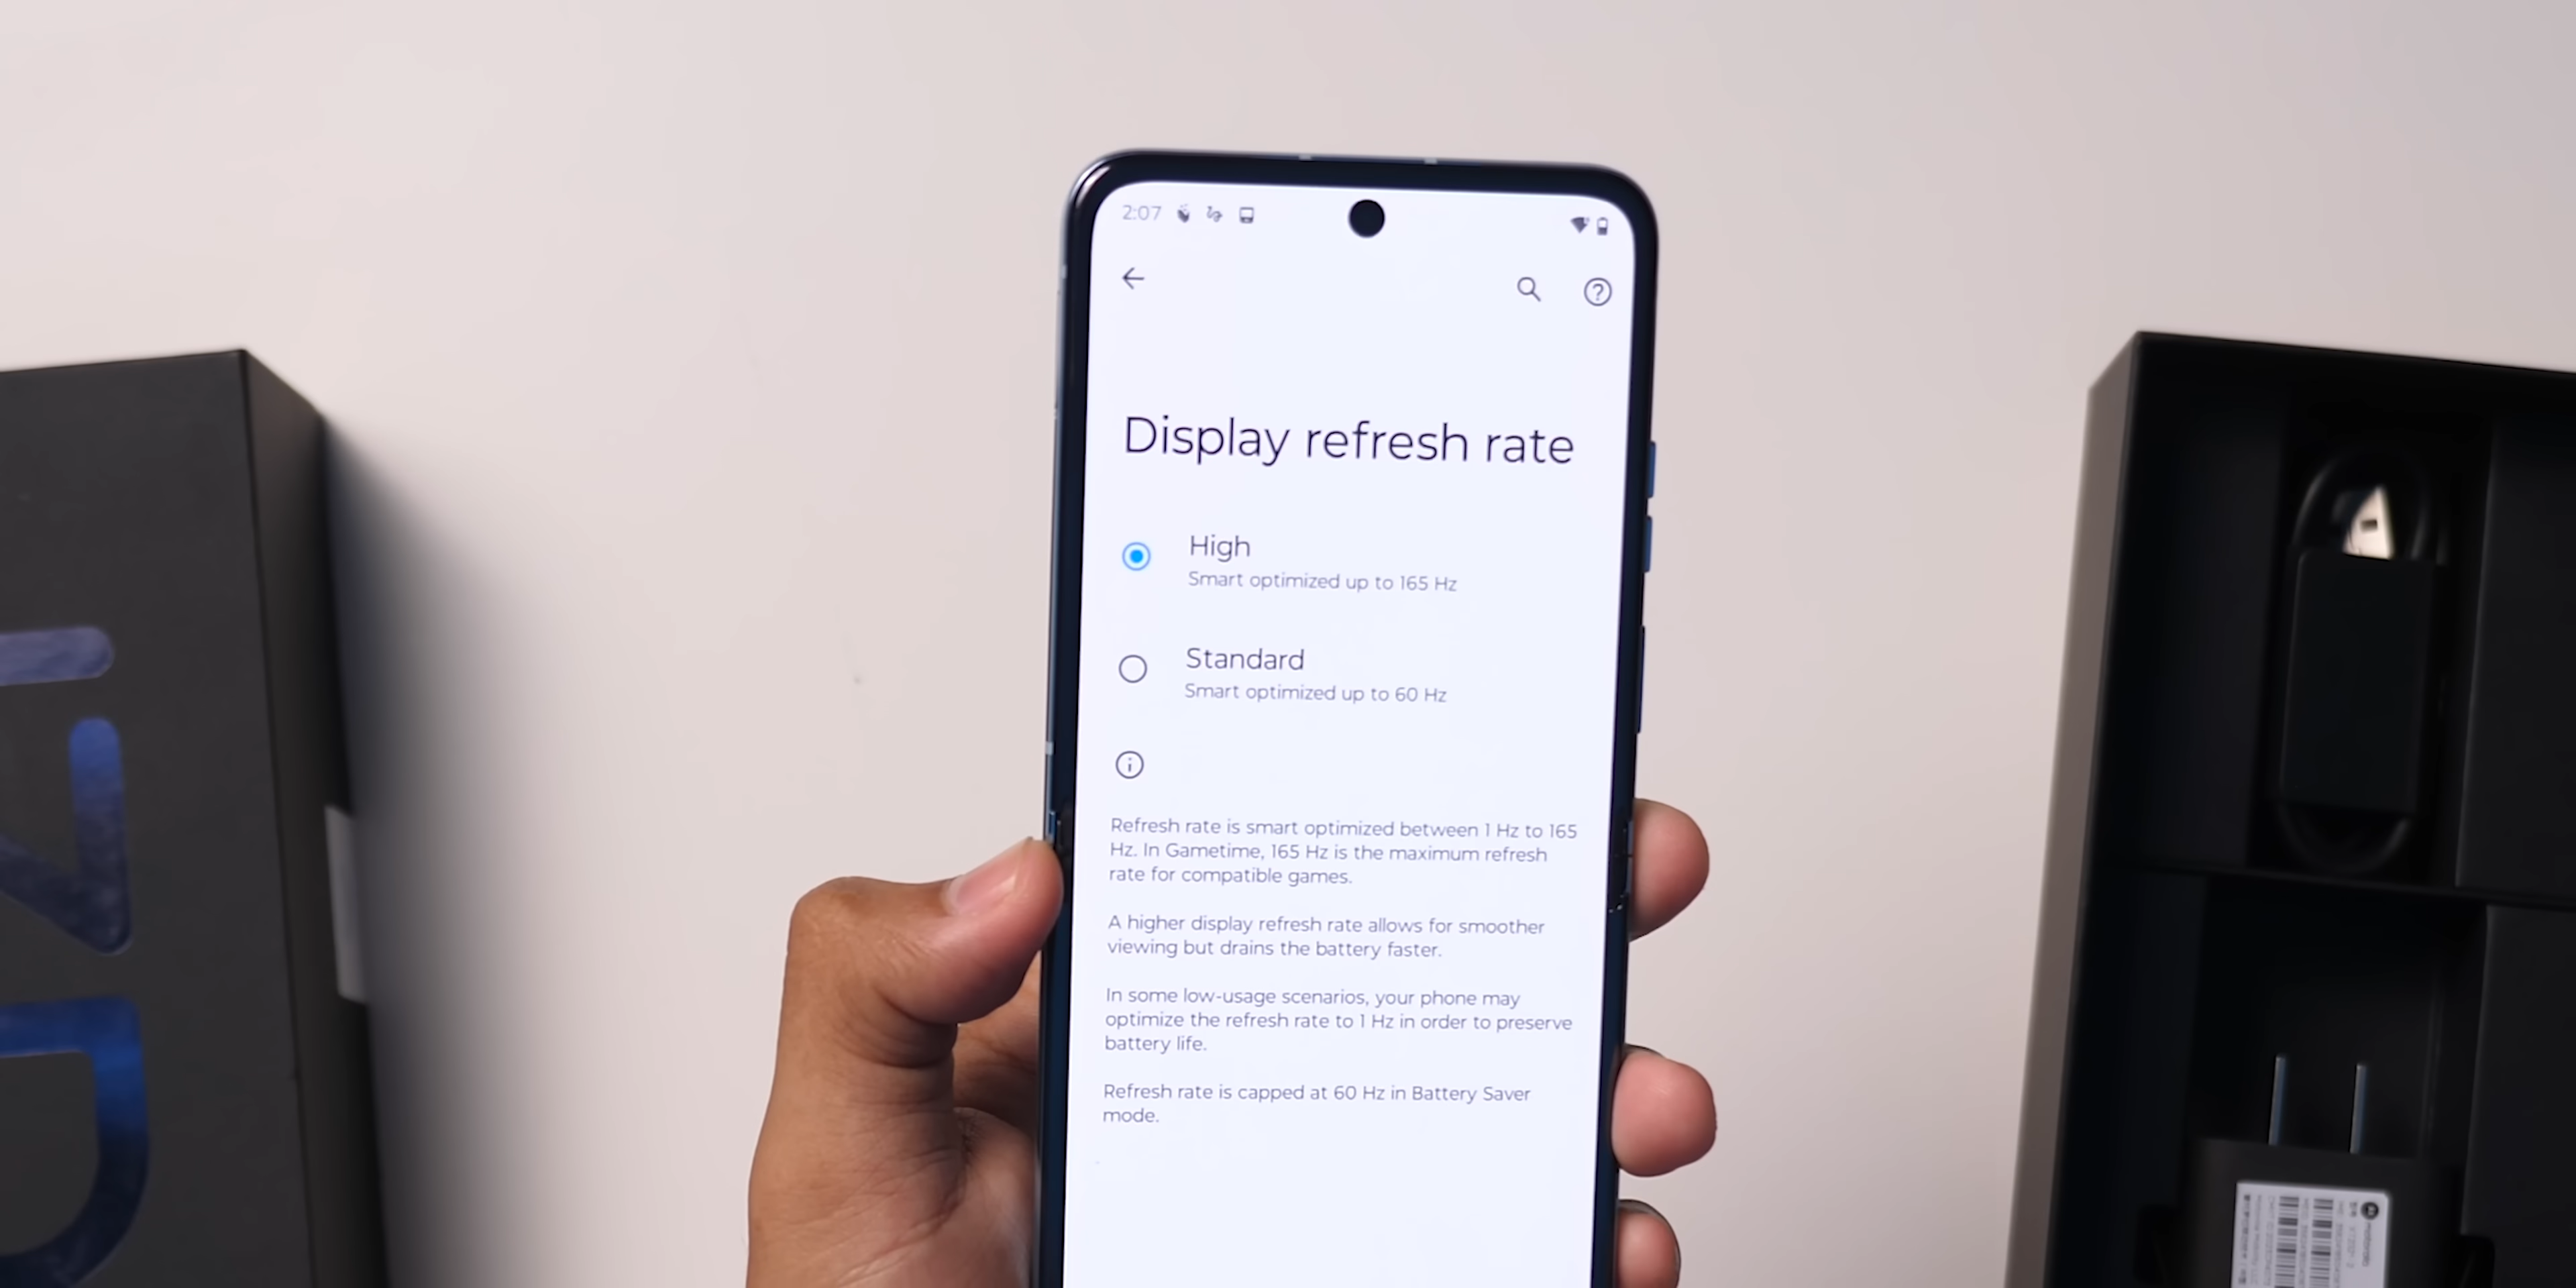 2:07
Display refresh rate
High
Smart optimized up to 165 Hz
Standard
Smart optimized up to 60 Hz
Refresh rate is smart optimized between 1 Hz to 165
Hz. In Gametime, 165 Hz is the maximum refresh
rate for compatible games.
A higher display refresh rate allows for smoother
viewing but drains the battery faster.
In some low-usage scenarios, your phone may
optimize the refresh rate to 1 Hz in order to preserve
battery life.
Refresh rate is capped at 60 Hz in Battery Saver
mode.